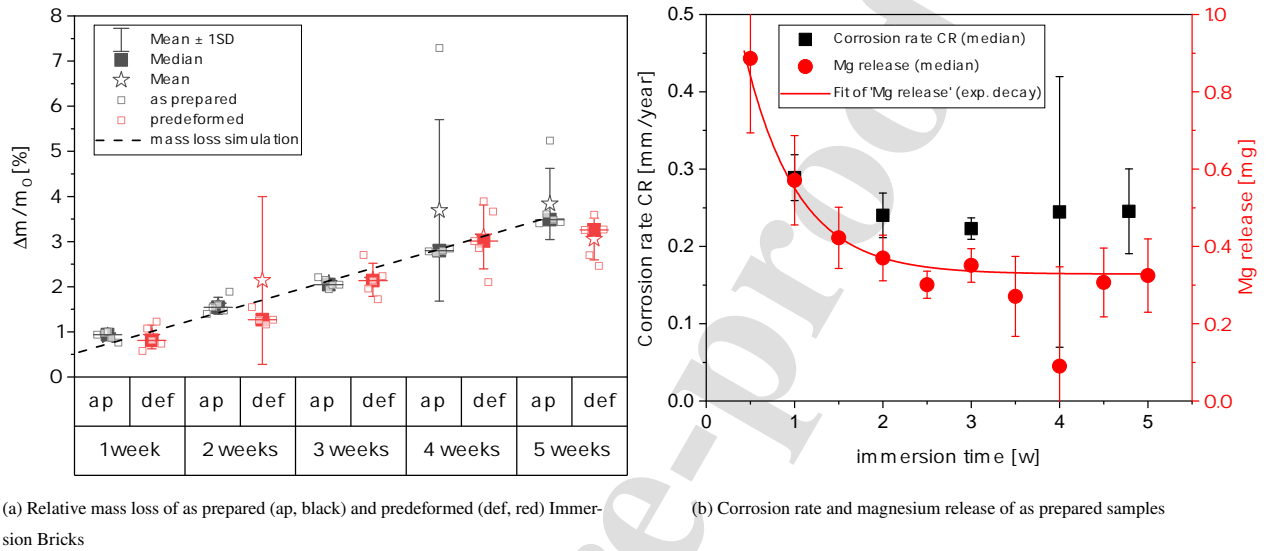 8
7
6
5
4
3
2
1
0
Δm/m0 [%]
Mean ± 1SD
Median
Mean
as prepared
predeformed
mass loss simulation
ap def ap def ap def ap def ap def
1week 2 weeks 3 weeks 4 weeks 5 weeks
(a) Relative mass loss of as prepared (ap, black) and predeformed (def, red) Immer-
sion Bricks
0.5
0.4
0.3
0.2
0.1
0.0
Corrosion rate CR [mm/year]
Corrosion rate CR (median)
Mg release (median)
Fit of 'Mg release' (exp. decay)
10
0.8
0.6
0.4
0.2
0.0
Mg release [mg]
0 1 2 3 4 5
immersion time [w]
(b) Corrosion rate and magnesium release of as prepared samples
re-proo